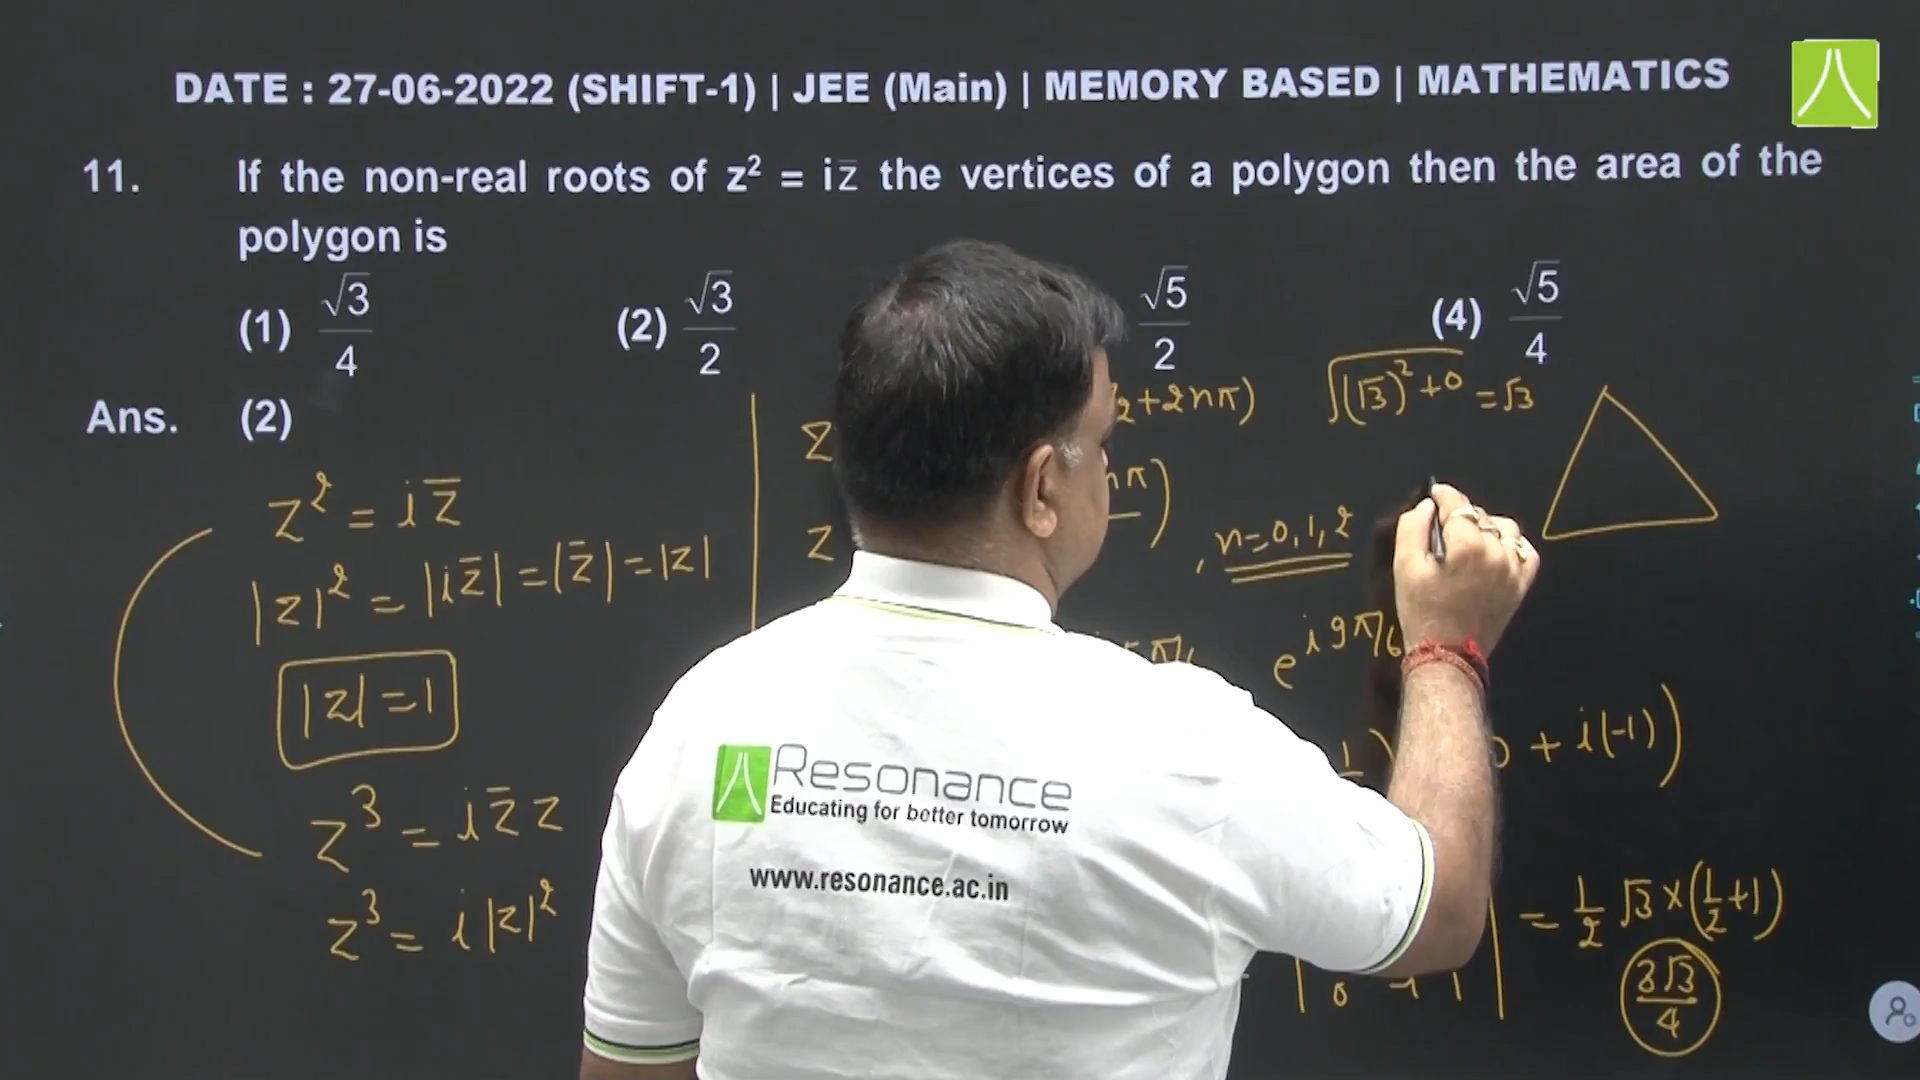 DATE : 27-06-2022 (SHIFT-1) | JEE (Main) | MEMORY BASED | MATHEMATICS
11. If the non-real roots of z² = iz̄ the vertices of a polygon then the area of the
polygon is
(1) √3/4 (2) √3/2 √5/2 (4) √5/4
Ans. (2)
z² = iz̄
|z|² = |iz̄| = |z̄| = |z|
|z| = 1
z³ = iz̄z
z³ = i|z|²
z
+2nπ)
z
, n=0,1,2
√((√3)²+0) = √3
e^(i9π/6
+ i(-1))
= 1/2 √3 × (1/2+1)
3√3/4
Resonance
Educating for better tomorrow
www.resonance.ac.in